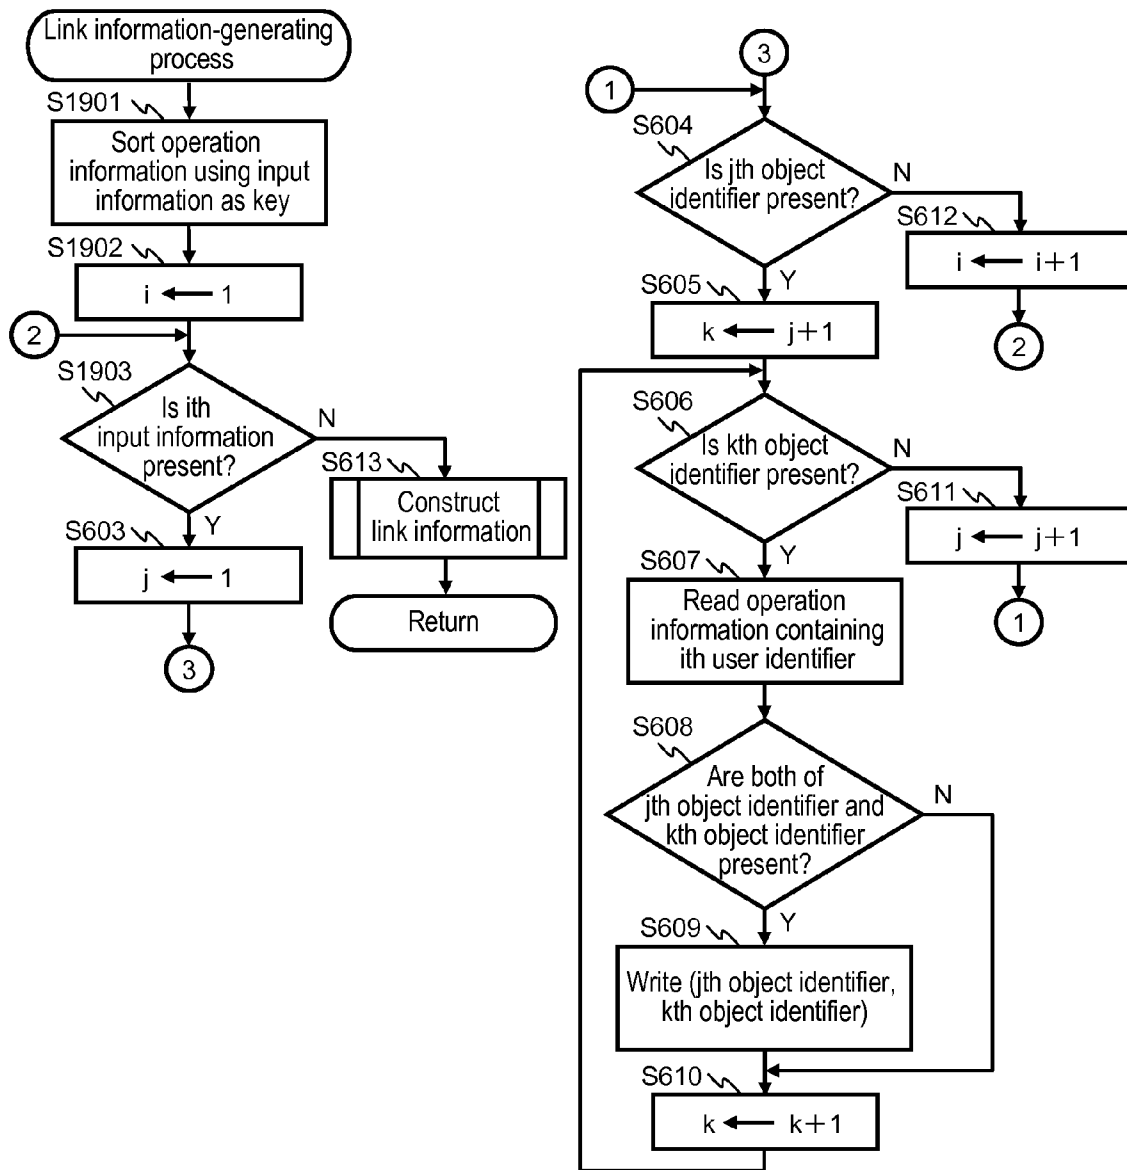 Link information-generating
process
S1901
Sort operation
information using input
information as key
S1902
i ← 1
2
S1903
Is ith
input information
present?
N
Y
S613
Construct
link information
Return
S603
j ← 1
3
3
1
S604
Is jth object
identifier present?
N
Y
S612
i ← i+1
2
S605
k ← j+1
S606
Is kth object
identifier present?
N
Y
S611
j ← j+1
1
S607
Read operation
information containing
ith user identifier
S608
Are both of
jth object identifier and
kth object identifier
present?
N
Y
S609
Write (jth object identifier,
kth object identifier)
S610
k ← k+1